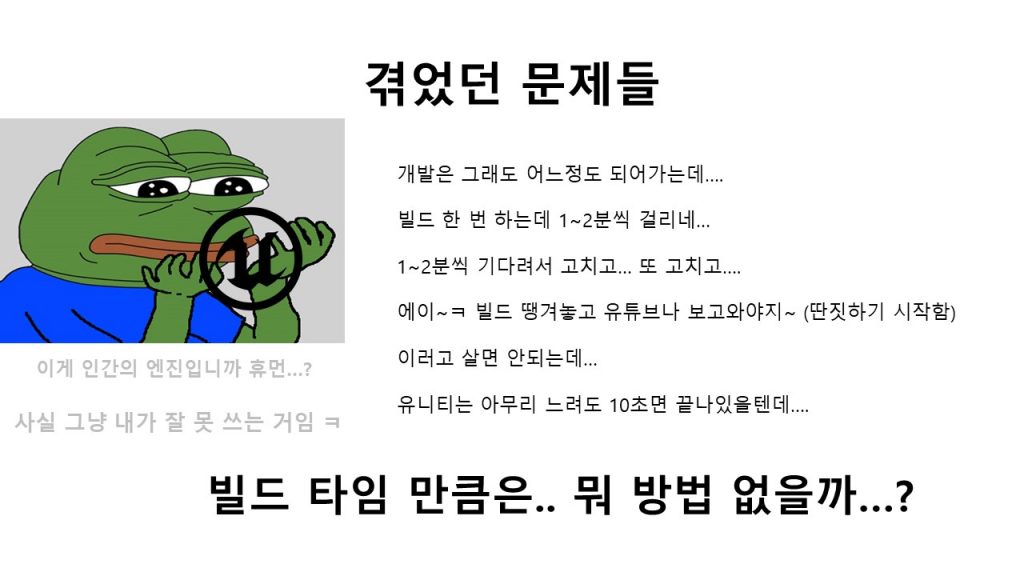 겪었던 문제들
개발은 그래도 어느정도 되어가는데....
빌드 한 번 하는데 1~2분씩 걸리네...
1~2분씩 기다려서 고치고... 또 고치고....
에이~ㅋ 빌드 땡겨놓고 유튜브나 보고와야지~ (딴짓하기 시작함)
이러고 살면 안되는데...
유니티는 아무리 느려도 10초면 끝나있을텐데....
이게 인간의 엔진입니까 휴먼...?
사실 그냥 내가 잘 못 쓰는 거임 ㅋ
빌드 타임 만큼은.. 뭐 방법 없을까...?